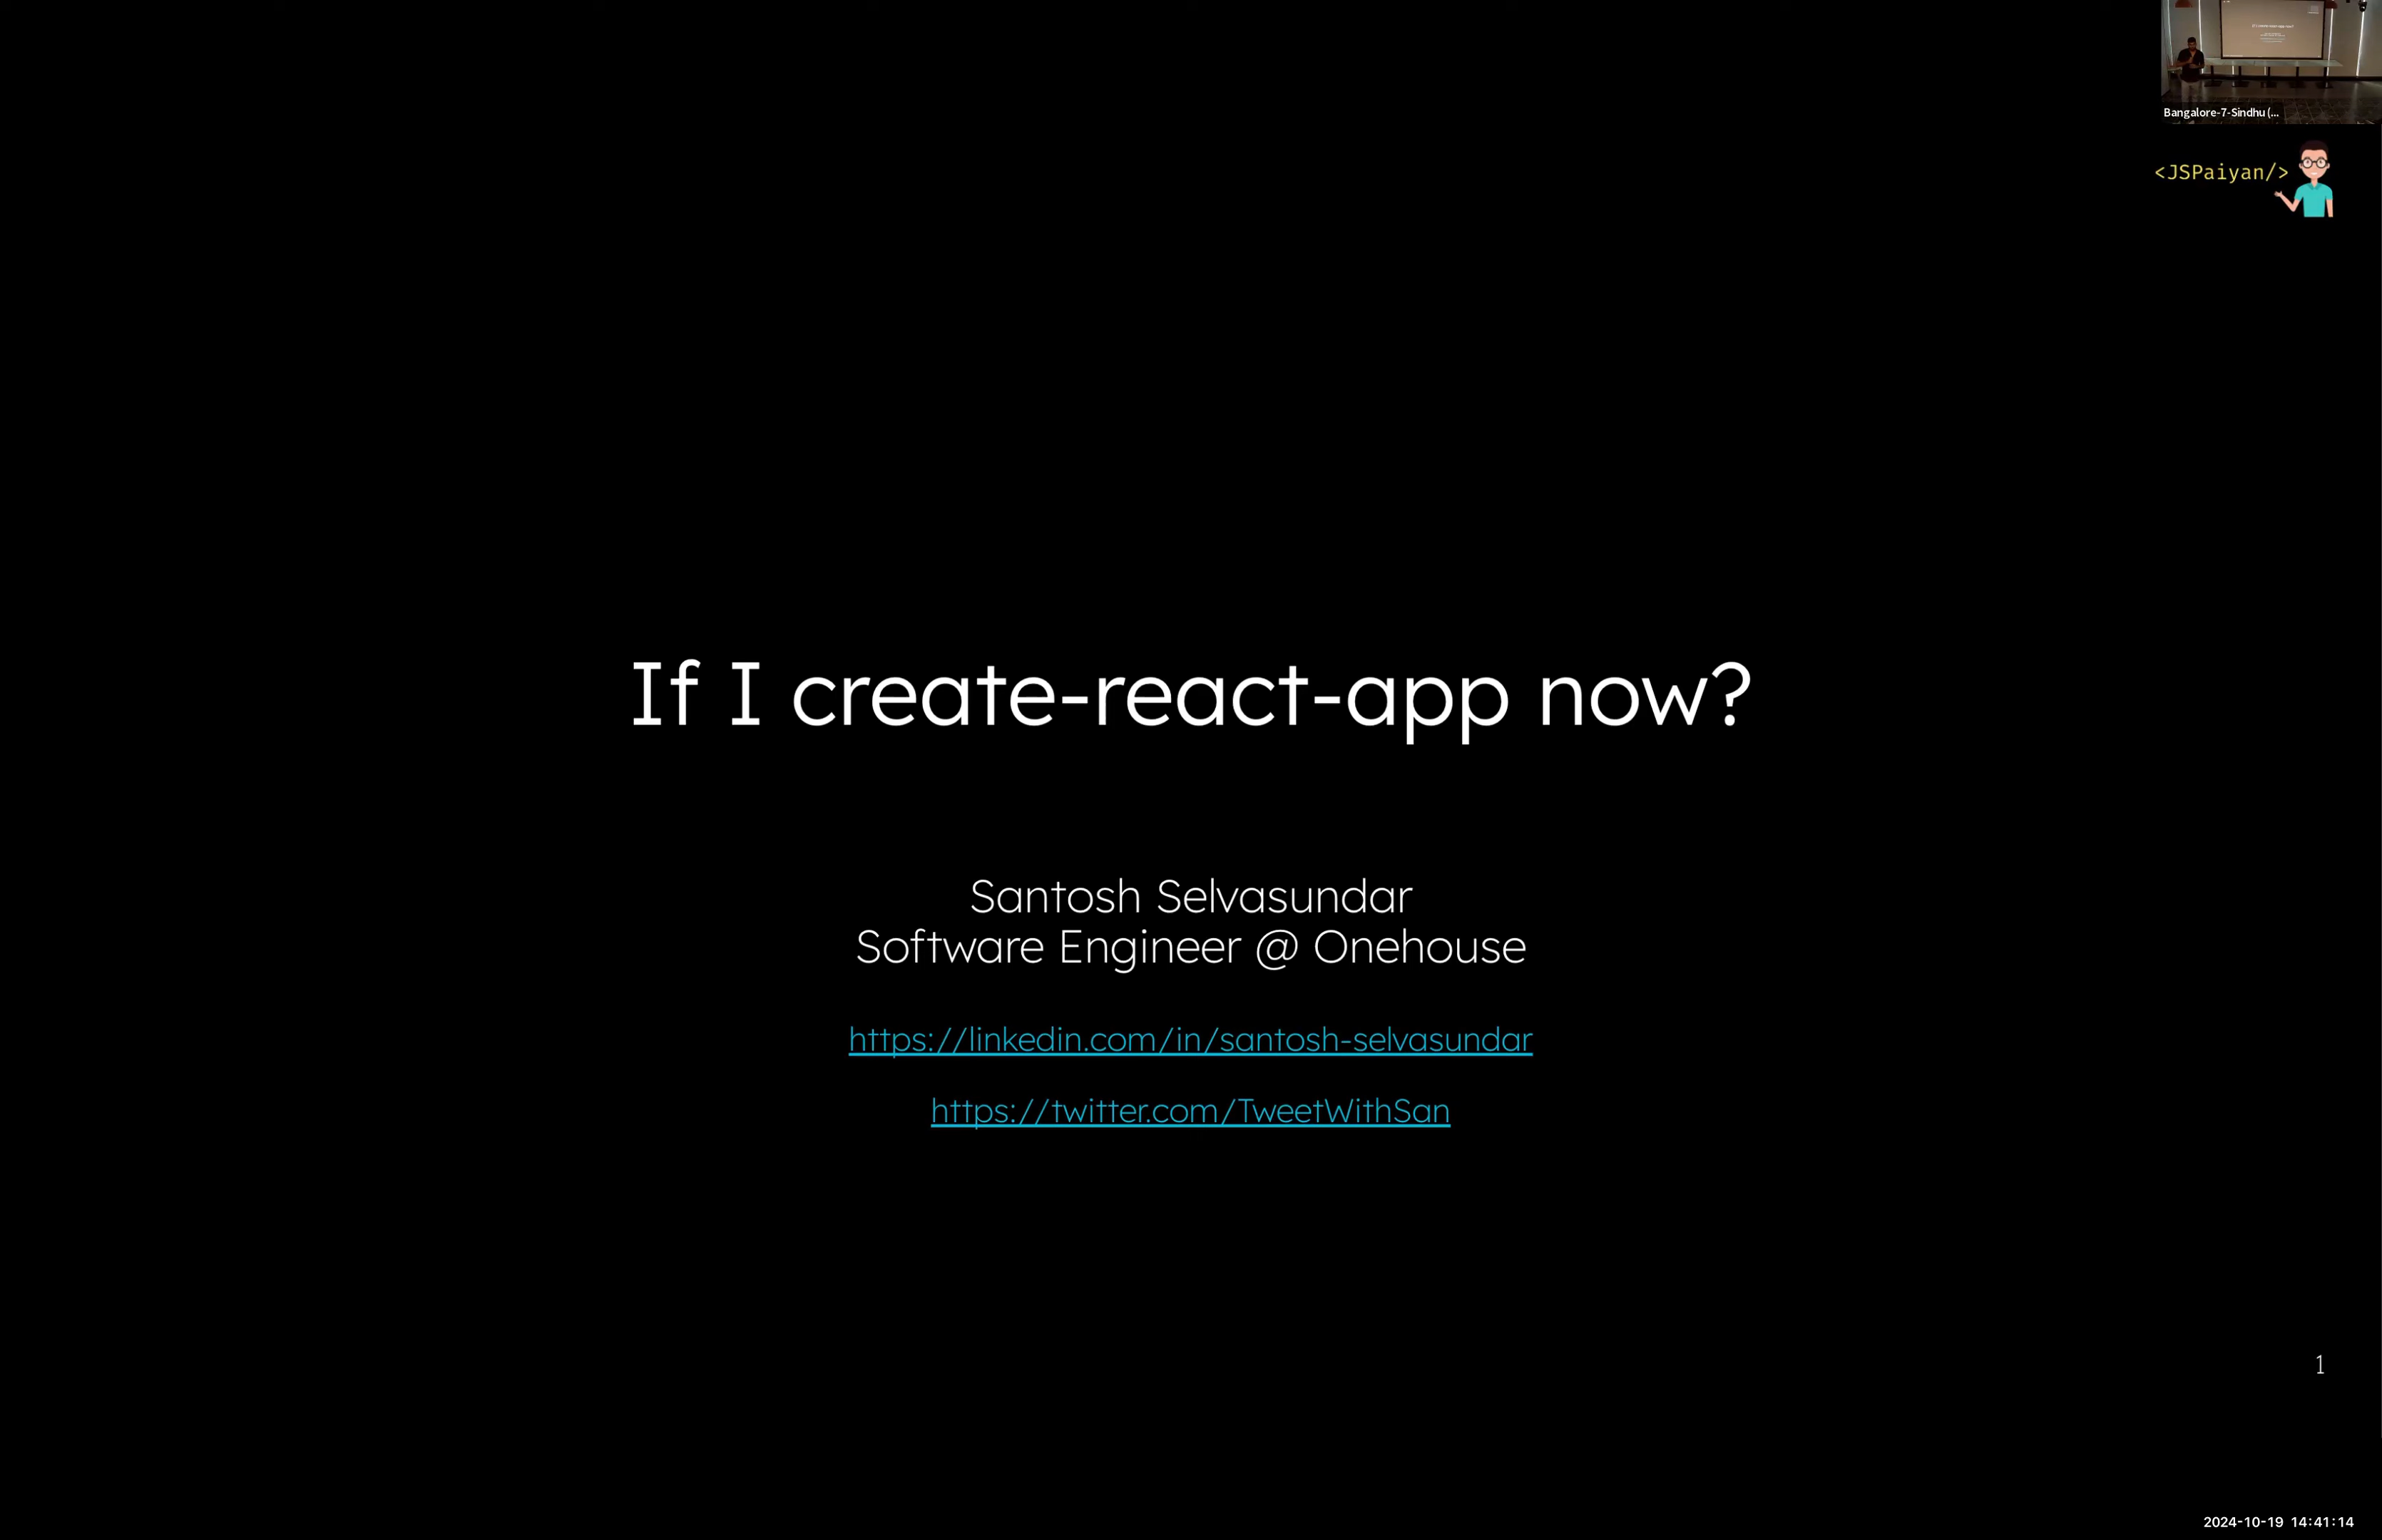 Bangalore-7-Sindhu (...
<JSPaiyan/>
If I create-react-app now?
Santosh Selvasundar
Software Engineer @ Onehouse
https://linkedin.com/in/santosh-selvasundar
https://twitter.com/TweetWithSan
1
2024-10-19 14:41:14